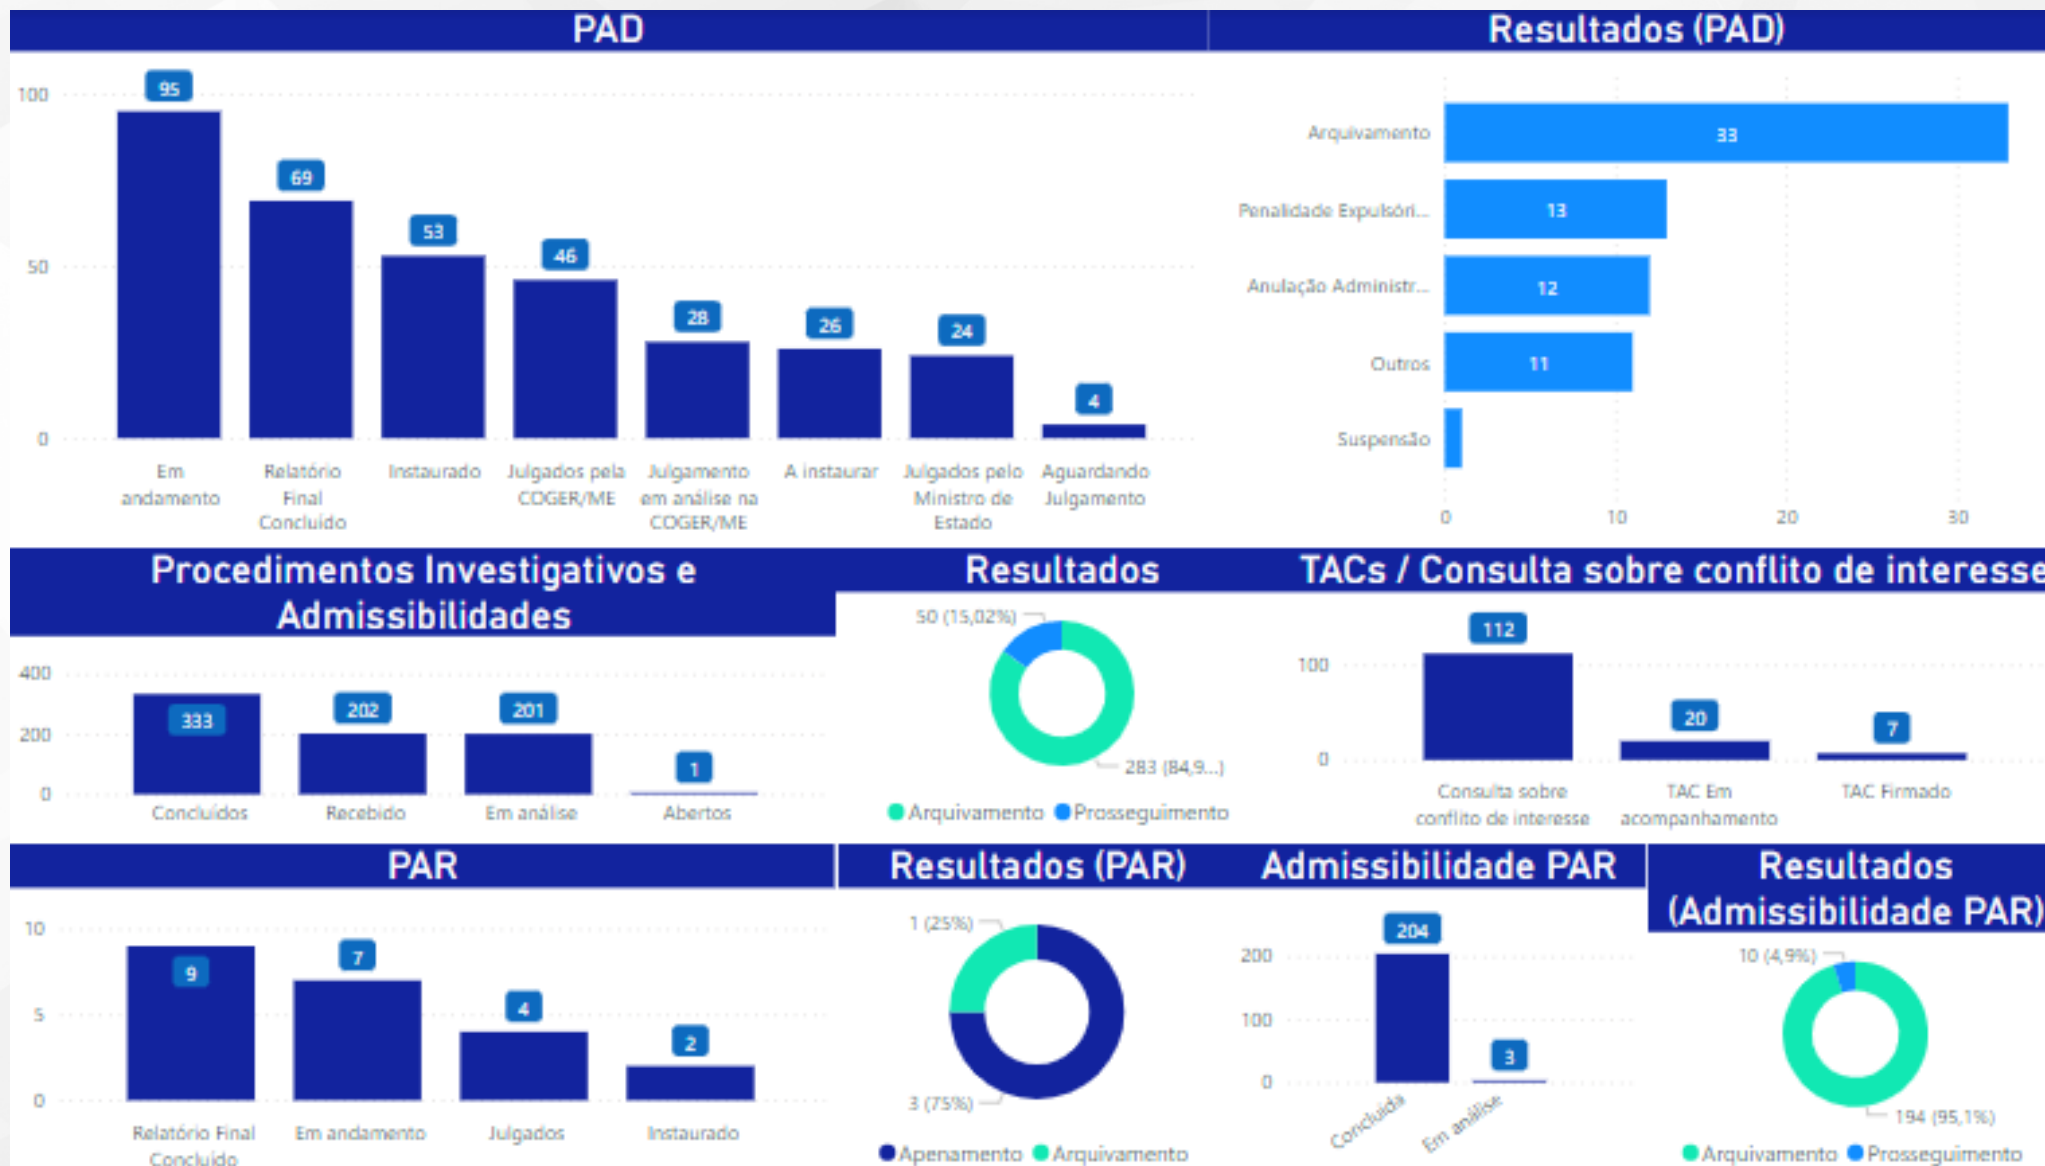 PAD
100
50
0
95
69
53
46
28
26
24
4
Em
andamento
Relatório
Final
Concluído
Instaurado
Julgados pela
COGER/ME
Julgamento
em análise na
COGER/ME
A instaurar
Julgados pelo
Ministro de
Estado
Aguardando
Julgamento
Resultados (PAD)
Arquivamento
33
Penalidade Expulsóri...
13
Anulação Administr...
12
Outros
11
Suspensão
0
10
20
30
Procedimentos Investigativos e
Admissibilidades
400
200
0
333
202
201
1
Concluídos
Recebido
Em análise
Abertos
Resultados
50 (15,02%)
283 (84,9...)
Arquivamento
Prosseguimento
TACs / Consulta sobre conflito de interesse
100
0
112
20
7
Consulta sobre
conflito de interesse
TAC Em
acompanhamento
TAC Firmado
PAR
10
5
0
9
7
4
2
Relatório Final
Concluído
Em andamento
Julgados
Instaurado
Resultados (PAR)
1 (25%)
3 (75%)
Apenamento
Arquivamento
Admissibilidade PAR
200
100
0
204
3
Concluída
Em análise
Resultados
(Admissibilidade PAR)
10 (4,9%)
194 (95,1%)
Arquivamento
Prosseguimento